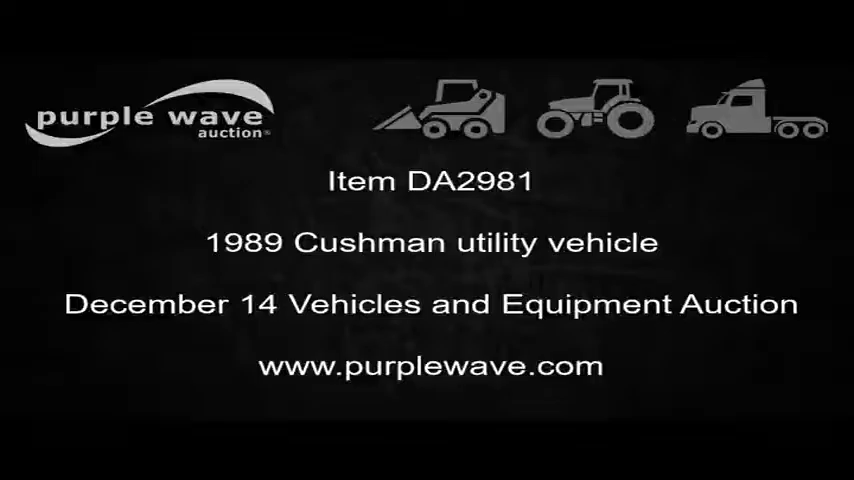 purple wave
auction®
Item DA2981
1989 Cushman utility vehicle
December 14 Vehicles and Equipment Auction
www.purplewave.com